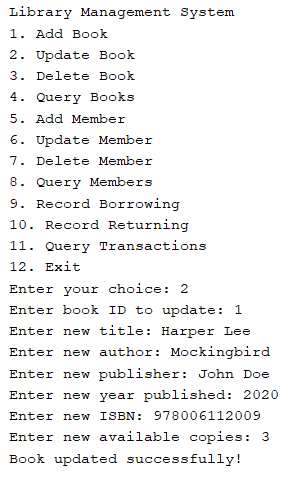 Library Management System
1. Add Book
2. Update Book
3. Delete Book
4. Query Books
5. Add Member
6. Update Member
7. Delete Member
8. Query Members
9. Record Borrowing
10. Record Returning
11. Query Transactions
12. Exit
Enter your choice: 2
Enter book ID to update: 1
Enter new title: Harper Lee
Enter new author: Mockingbird
Enter new publisher: John Doe
Enter new year published: 2020
Enter new ISBN: 978006112009
Enter new available copies: 3
Book updated successfully!